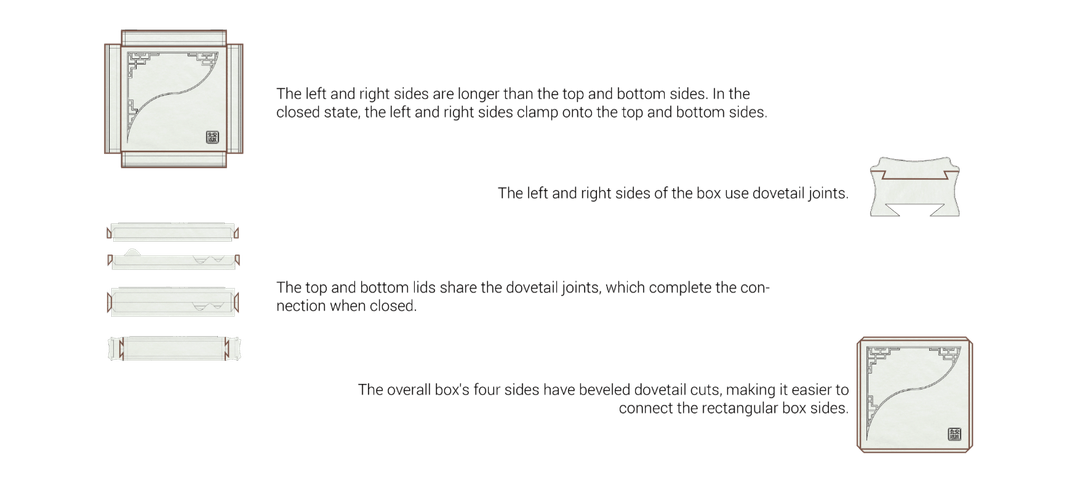 The left and right sides are longer than the top and bottom sides. In the
closed state, the left and right sides clamp onto the top and bottom sides.
The left and right sides of the box use dovetail joints.
The top and bottom lids share the dovetail joints, which complete the con-
nection when closed.
The overall box's four sides have beveled dovetail cuts, making it easier to
connect the rectangular box sides.